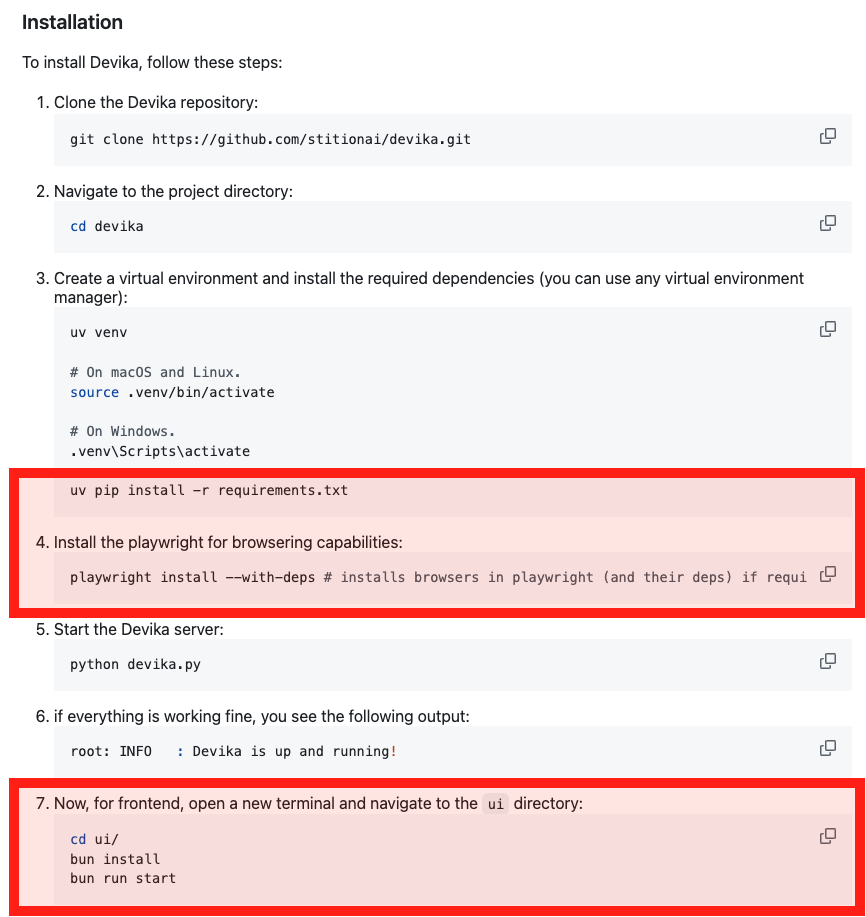 Installation
To install Devika, follow these steps:
1. Clone the Devika repository:
git clone https://github.com/stitionai/devika.git
2. Navigate to the project directory:
cd devika
3. Create a virtual environment and install the required dependencies (you can use any virtual environment
manager):
uv venv
# On macOS and Linux.
source .venv/bin/activate
# On Windows.
.venv\Scripts\activate
uv pip install -r requirements.txt
4. Install the playwright for browsering capabilities:
playwright install --with-deps # installs browsers in playwright (and their deps) if requi
5. Start the Devika server:
python devika.py
6. if everything is working fine, you see the following output:
root: INFO   : Devika is up and running!
7. Now, for frontend, open a new terminal and navigate to the ui directory:
cd ui/
bun install
bun run start